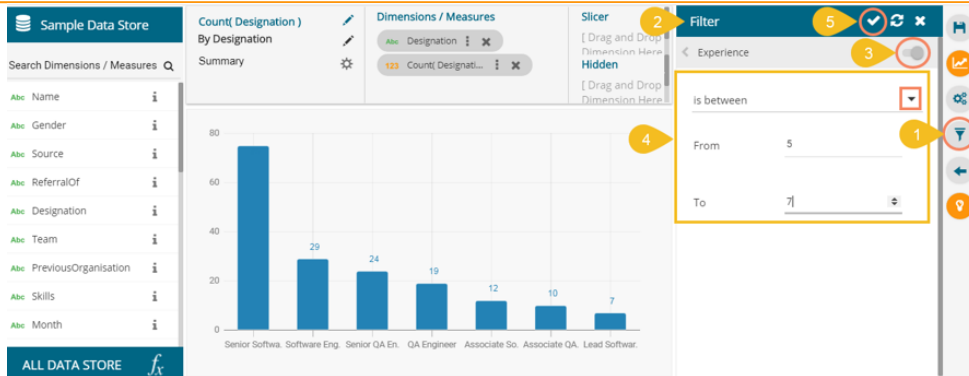 Sample Data Store
Search Dimensions / Measures
Abc Name i
Abc Gender i
Abc Source i
Abc ReferralOf i
Abc Designation i
Abc Team i
Abc PreviousOrganisation i
Abc Skills i
Abc Month i
ALL DATA STORE fx
Count( Designation )
By Designation
Summary
Dimensions / Measures
Abc Designation
123 Count( Designati...
Slicer
[ Drag and Drop
Dimension Here
Hidden
[ Drag and Drop
Dimension Here
80
60
40
20
0
29
24
19
12
10
7
Senior Softwa.
Software Eng.
Senior QA En.
QA Engineer
Associate So.
Associate QA.
Lead Softwar.
2
Filter
5
Experience
3
4
is between
From 5
To 7
1